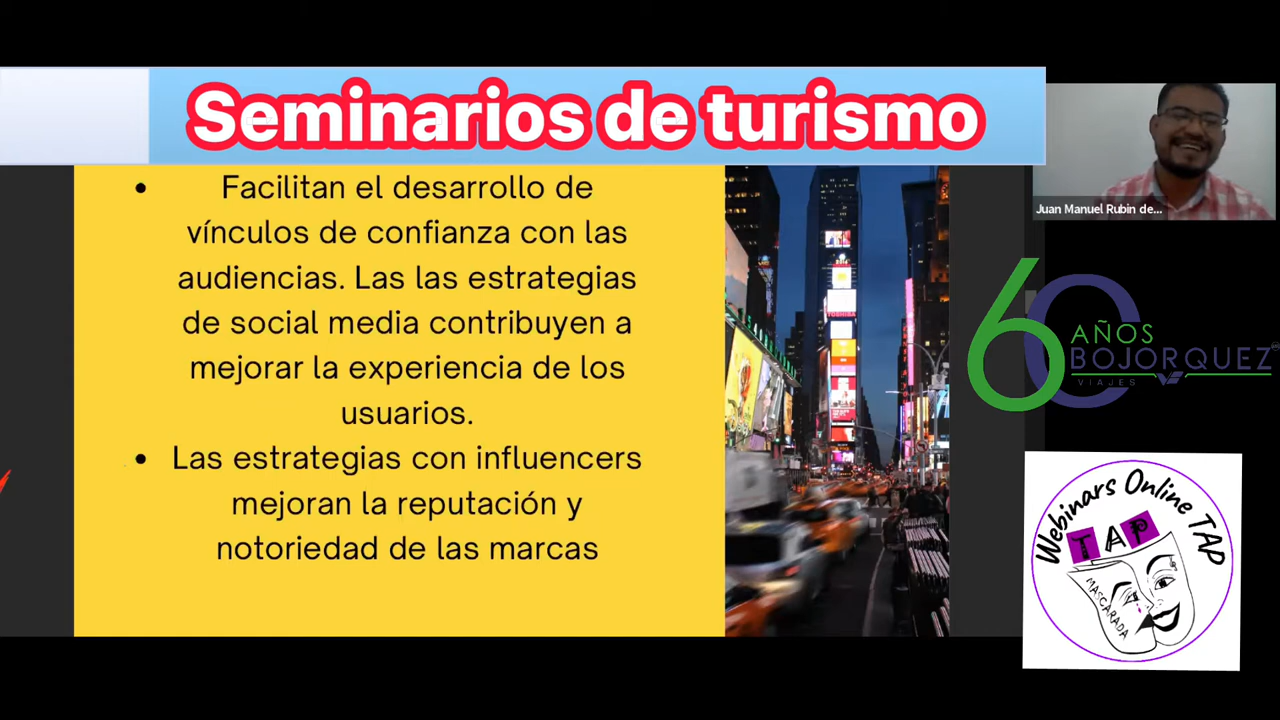 Seminarios de turismo
• Facilitan el desarrollo de
vínculos de confianza con las
audiencias. Las las estrategias
de social media contribuyen a
mejorar la experiencia de los
usuarios.
• Las estrategias con influencers
mejoran la reputación y
notoriedad de las marcas
TOSHIBA
Juan Manuel Rubin de...
60 AÑOS
BOJORQUEZ
VIAJES
Webinars Online TAP
TAP
MASCARADA